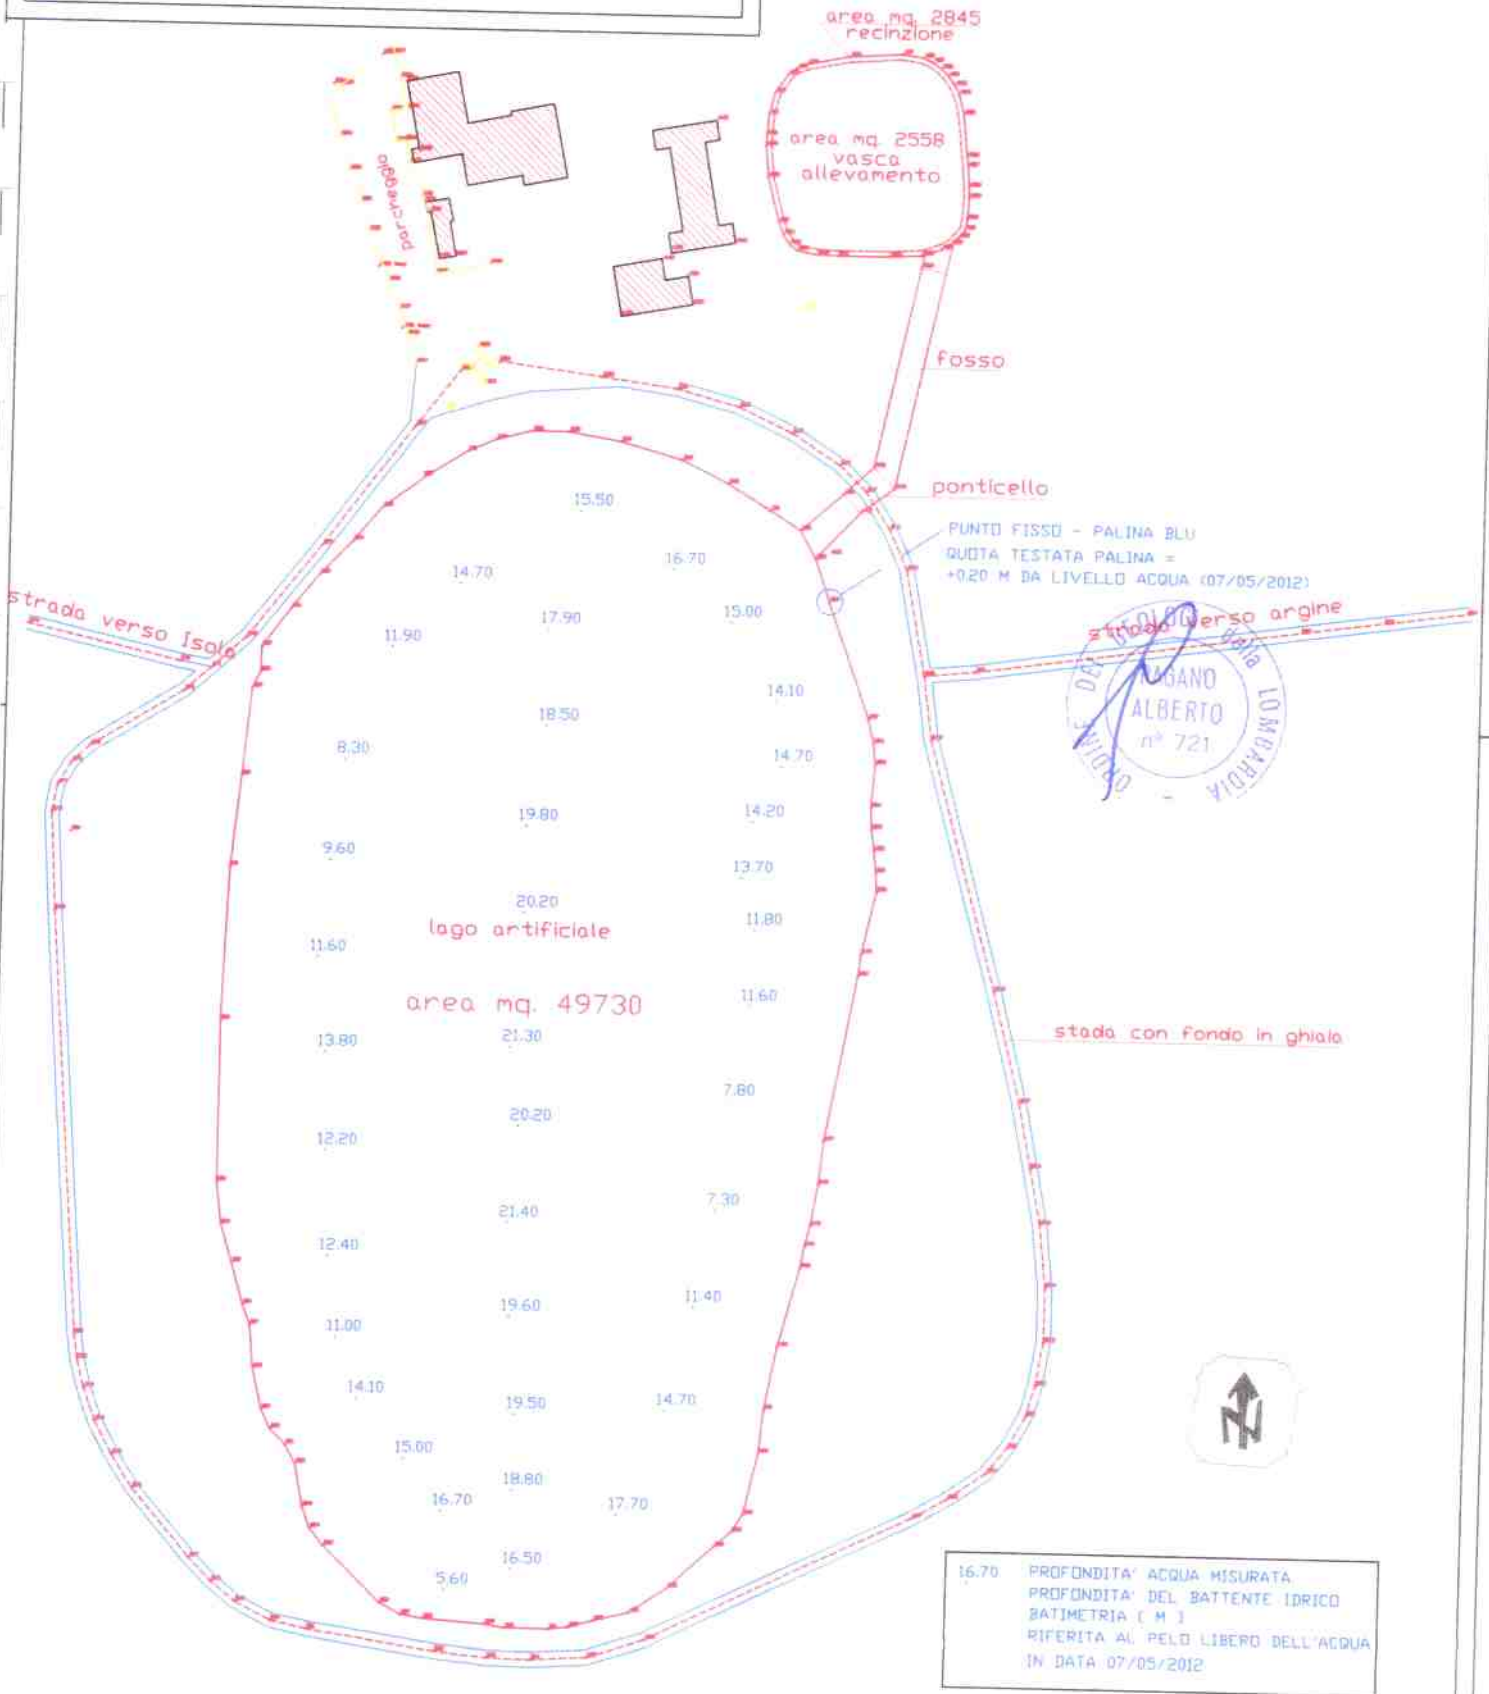 area mq. 2845
recinzione
area mq. 2558
vasca
allevamento
parcheggio
fosso
ponticello
PUNTO FISSO - PALINA BLU
QUOTA TESTATA PALINA =
+0.20 M DA LIVELLO ACQUA (07/05/2012)
strada verso Isola
strada verso argine
ORDINE DEI GEOLOGI della LOMBARDIA
PAGANO
ALBERTO
n° 721
15.50
14.70
16.70
11.90
17.90
15.00
14.10
18.50
8.30
14.70
19.80
14.20
9.60
13.70
20.20
11.80
lago artificiale
11.60
11.60
area mq. 49730
13.80
21.30
stada con fondo in ghiaia
7.80
20.20
12.20
7.30
21.40
12.40
11.40
19.60
11.00
14.10
14.70
19.50
15.00
18.80
16.70
17.70
16.50
5.60
N
16.70 PROFONDITA' ACQUA MISURATA
PROFONDITA' DEL BATTENTE IDRICO
BATIMETRIA ( M )
RIFERITA AL PELO LIBERO DELL'ACQUA
IN DATA 07/05/2012